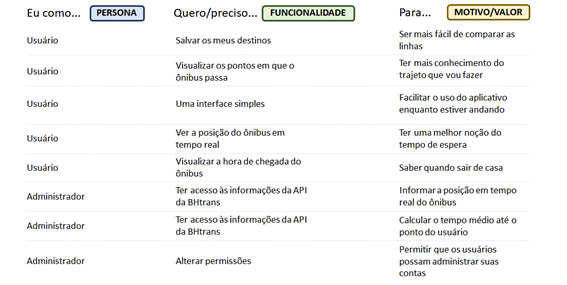 Eu como... PERSONA Quero/preciso... FUNCIONALIDADE Para... MOTIVO/VALOR
Usuário Salvar os meus destinos Ser mais fácil de comparar as
linhas
Usuário Visualizar os pontos em que o Ter mais conhecimento do
ônibus passa trajeto que vou fazer
Usuário Uma interface simples Facilitar o uso do aplicativo
enquanto estiver andando
Usuário Ver a posição do ônibus em Ter uma melhor noção do
tempo real tempo de espera
Usuário Visualizar a hora de chegada do Saber quando sair de casa
ônibus
Administrador Ter acesso às informações da API Informar a posição em tempo
da BHtrans real do ônibus
Administrador Ter acesso às informações da API Calcular o tempo médio até o
da BHtrans ponto do usuário
Administrador Alterar permissões Permitir que os usuários
possam administrar suas
contas